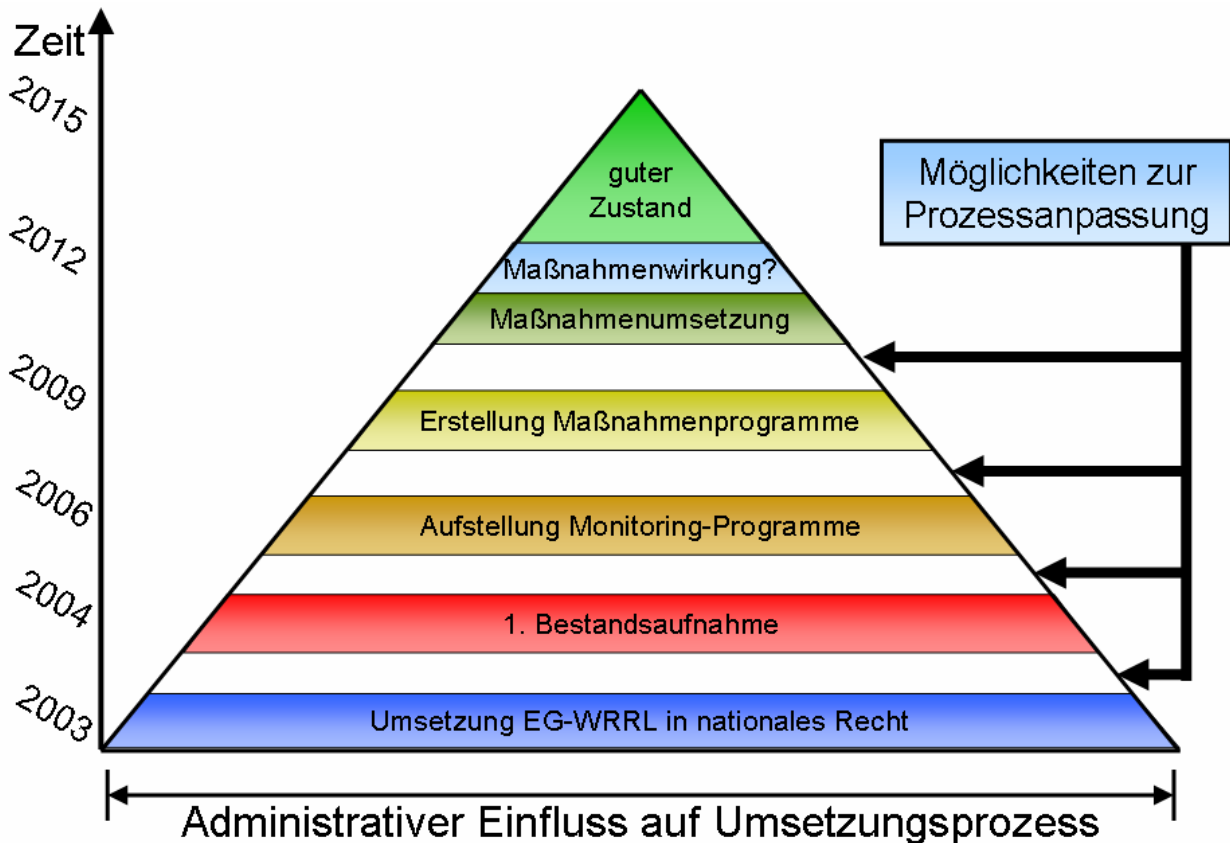 Zeit
2015
2012
2009
2006
2004
2003
guter
Zustand
Maßnahmenwirkung?
Maßnahmenumsetzung
Erstellung Maßnahmenprogramme
Aufstellung Monitoring-Programme
1. Bestandsaufnahme
Umsetzung EG-WRRL in nationales Recht
Möglichkeiten zur
Prozessanpassung
Administrativer Einfluss auf Umsetzungsprozess